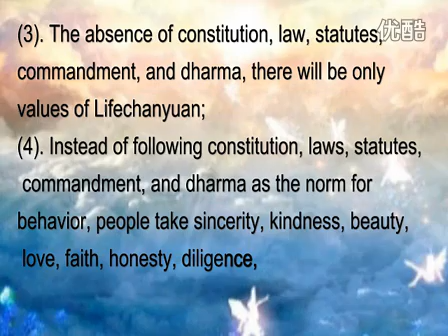 优酷
(3). The absence of constitution, law, statutes,
commandment, and dharma, there will be only
values of Lifechanyuan;
(4). Instead of following constitution, laws, statutes,
commandment, and dharma as the norm for
behavior, people take sincerity, kindness, beauty,
love, faith, honesty, diligence,